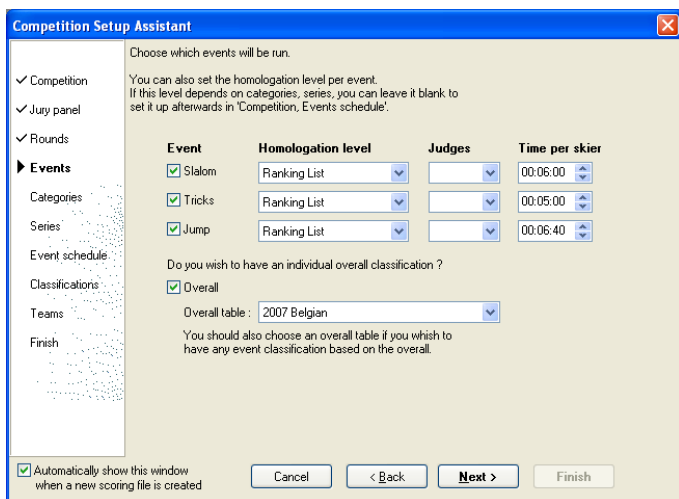 Competition Setup Assistant
Choose which events will be run.
You can also set the homologation level per event.
If this level depends on categories, series, you can leave it blank to
set it up afterwards in 'Competition, Events schedule'.
Competition
Jury panel
Rounds
Events
Categories
Series
Event schedule
Classifications
Teams
Finish
Event Homologation level Judges Time per skier
Slalom Ranking List 00:06:00
Tricks Ranking List 00:05:00
Jump Ranking List 00:06:40
Do you wish to have an individual overall classification ?
Overall
Overall table : 2007 Belgian
You should also choose an overall table if you whish to
have any event classification based on the overall.
Automatically show this window
when a new scoring file is created
Cancel < Back Next > Finish